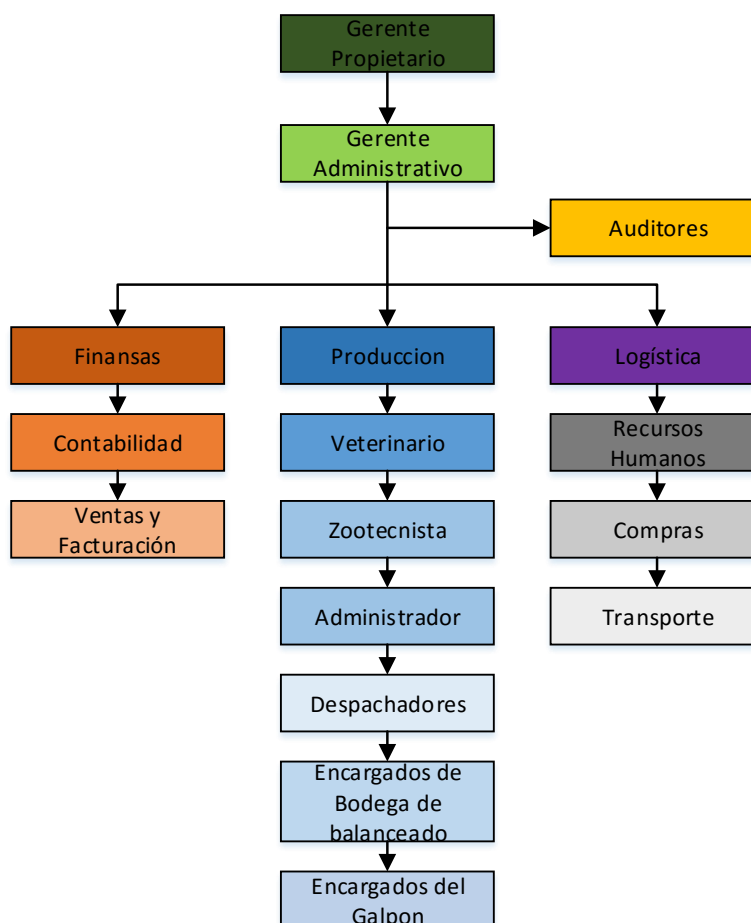 Gerente
Propietario
Gerente
Administrativo
Auditores
Finansas
Produccion
Logística
Contabilidad
Veterinario
Recursos
Humanos
Ventas y
Facturación
Zootecnista
Compras
Administrador
Transporte
Despachadores
Encargados de
Bodega de
balanceado
Encargados del
Galpon